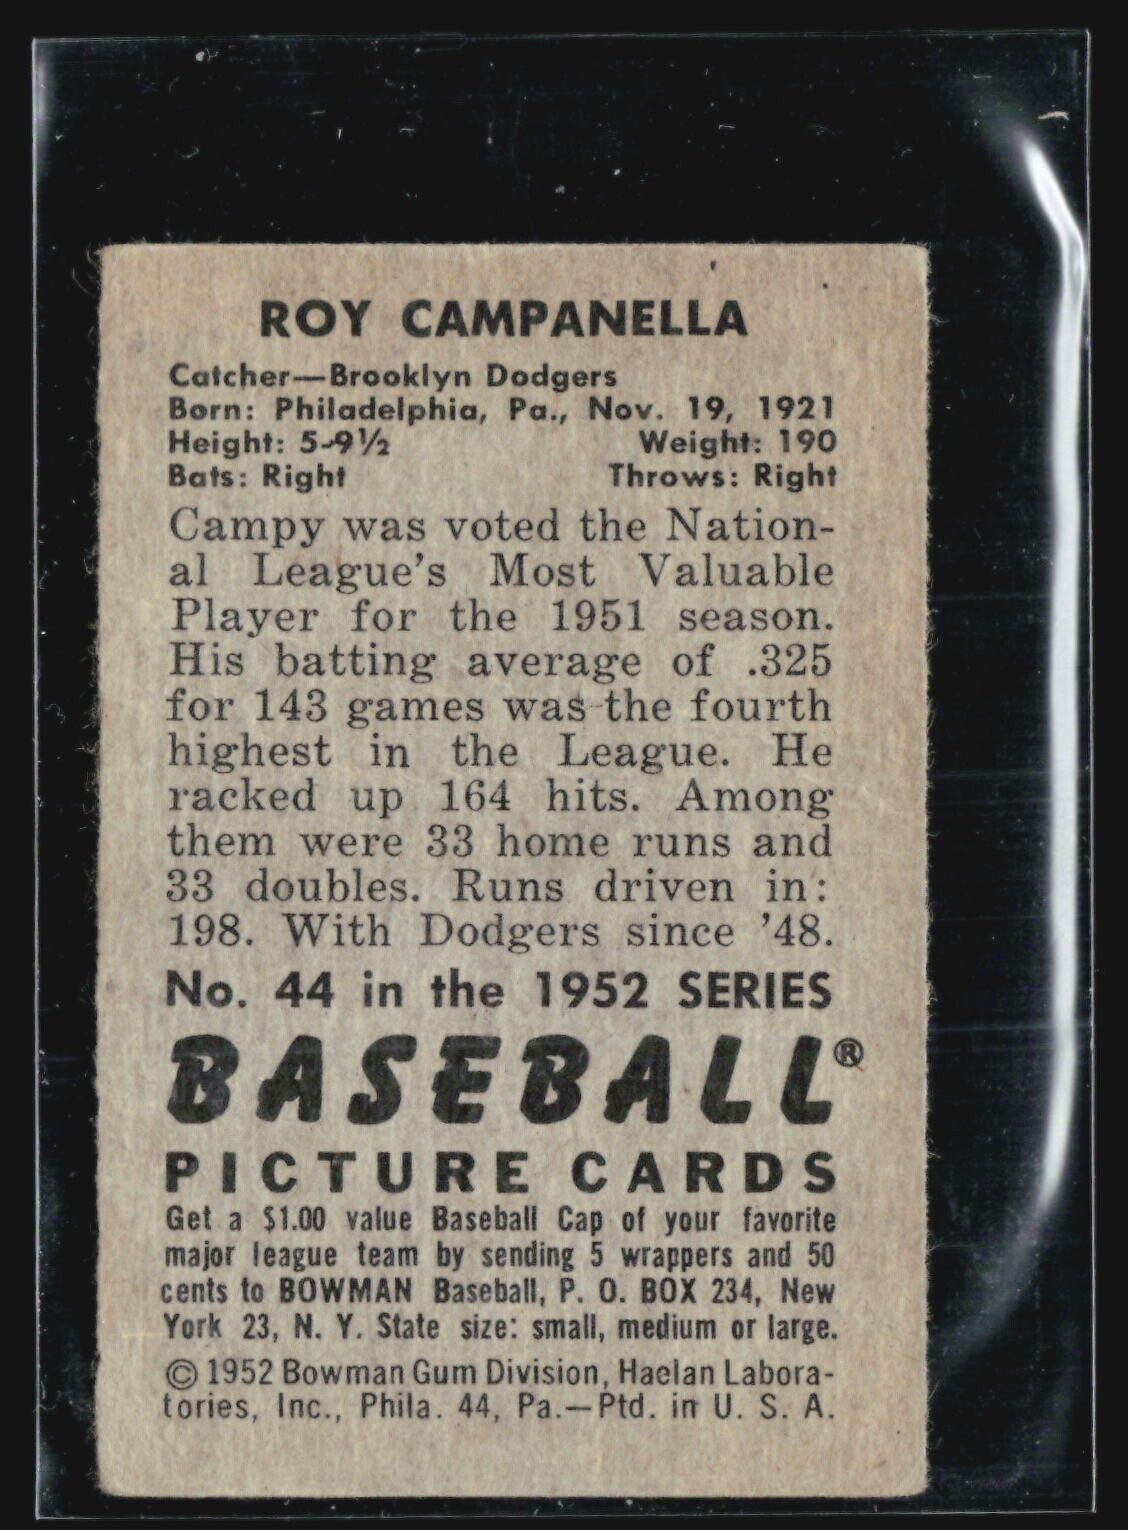 ROY CAMPANELLA
Catcher—Brooklyn Dodgers
Born: Philadelphia, Pa., Nov. 19, 1921
Height: 5-9½ Weight: 190
Bats: Right Throws: Right
Campy was voted the Nation-
al League's Most Valuable
Player for the 1951 season.
His batting average of .325
for 143 games was the fourth
highest in the League. He
racked up 164 hits. Among
them were 33 home runs and
33 doubles. Runs driven in:
198. With Dodgers since '48.
No. 44 in the 1952 SERIES
BASEBALL®
PICTURE CARDS
Get a $1.00 value Baseball Cap of your favorite
major league team by sending 5 wrappers and 50
cents to BOWMAN Baseball, P. O. BOX 234, New
York 23, N. Y. State size: small, medium or large.
© 1952 Bowman Gum Division, Haelan Labora-
tories, Inc., Phila. 44, Pa.—Ptd. in U. S. A.